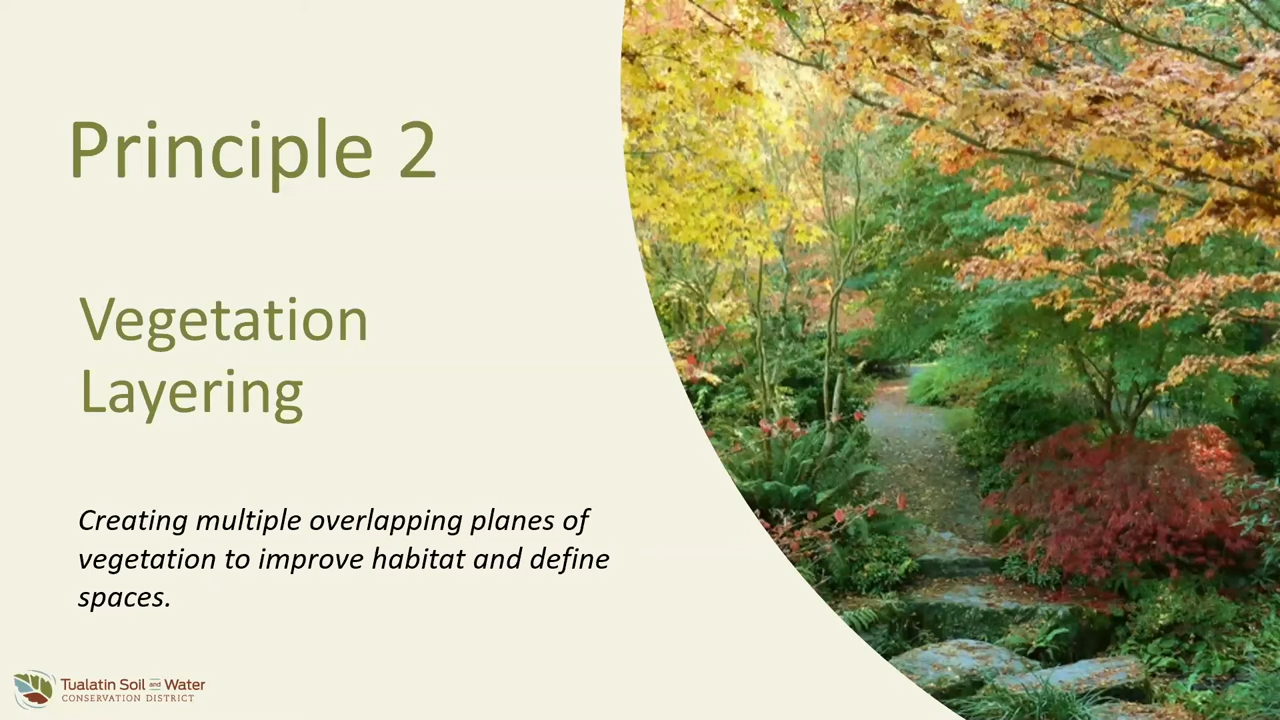 Principle 2
Vegetation
Layering
Creating multiple overlapping planes of
vegetation to improve habitat and define
spaces.
Tualatin Soil and Water
CONSERVATION DISTRICT